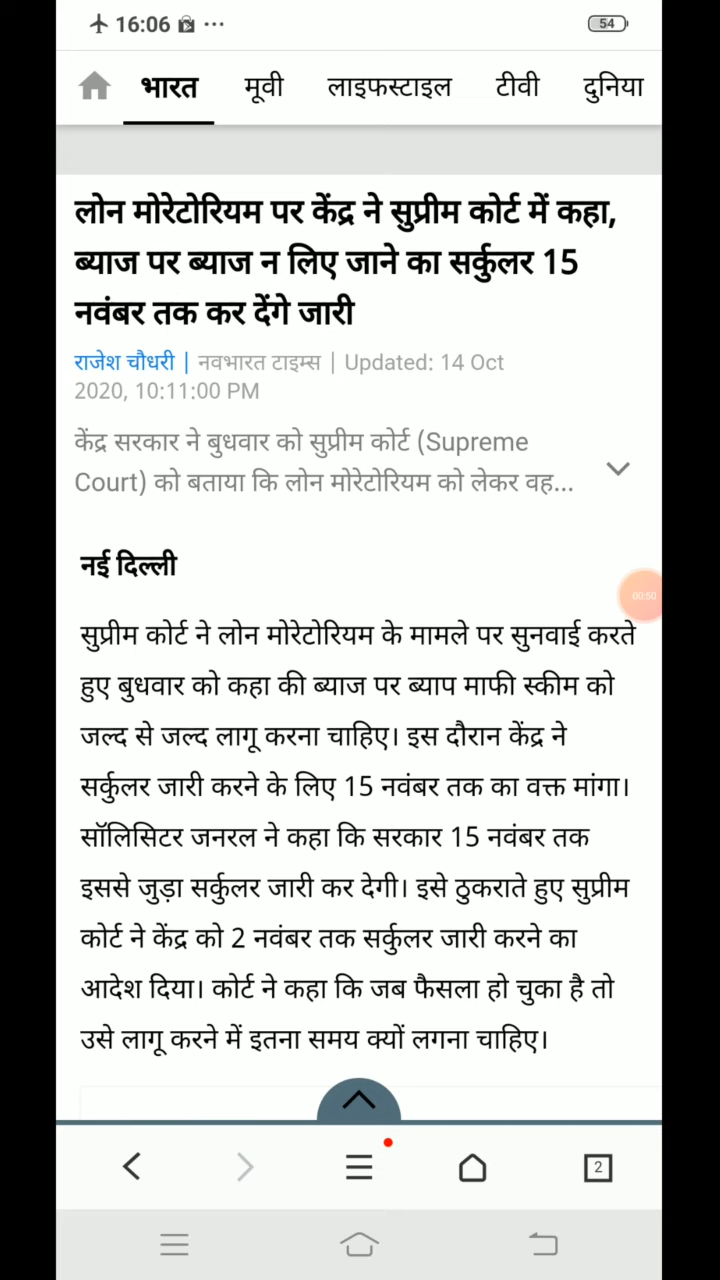 16:06 ...
54
भारत मूवी लाइफस्टाइल टीवी दुनिया
लोन मोरेटोरियम पर केंद्र ने सुप्रीम कोर्ट में कहा,
ब्याज पर ब्याज न लिए जाने का सर्कुलर 15
नवंबर तक कर देंगे जारी
राजेश चौधरी | नवभारत टाइम्स | Updated: 14 Oct
2020, 10:11:00 PM
केंद्र सरकार ने बुधवार को सुप्रीम कोर्ट (Supreme
Court) को बताया कि लोन मोरेटोरियम को लेकर वह...
नई दिल्ली
00:50
सुप्रीम कोर्ट ने लोन मोरेटोरियम के मामले पर सुनवाई करते
हुए बुधवार को कहा की ब्याज पर ब्याप माफी स्कीम को
जल्द से जल्द लागू करना चाहिए। इस दौरान केंद्र ने
सर्कुलर जारी करने के लिए 15 नवंबर तक का वक्त मांगा।
सॉलिसिटर जनरल ने कहा कि सरकार 15 नवंबर तक
इससे जुड़ा सर्कुलर जारी कर देगी। इसे ठुकराते हुए सुप्रीम
कोर्ट ने केंद्र को 2 नवंबर तक सर्कुलर जारी करने का
आदेश दिया। कोर्ट ने कहा कि जब फैसला हो चुका है तो
उसे लागू करने में इतना समय क्यों लगना चाहिए।
2